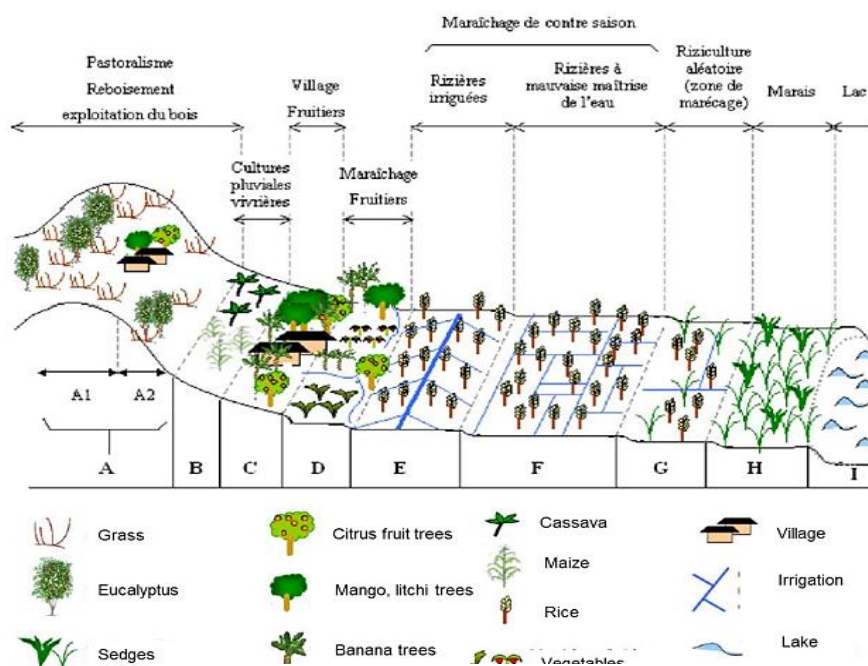 Maraîchage de contre saison
Pastoralisme
Reboisement
exploitation du bois
Village
Fruitiers
Rizières
irriguées
Rizières à
mauvaise maîtrise
de l'eau
Riziculture
aléatoire
(zone de
marécage)
Marais
Lac
Cultures
pluviales
vivrières
Maraîchage
Fruitiers
A1
A2
A
B
C
D
E
F
G
H
I
Grass
Eucalyptus
Sedges
Citrus fruit trees
Mango, litchi trees
Banana trees
Cassava
Maize
Rice
Vegetables
Village
Irrigation
Lake